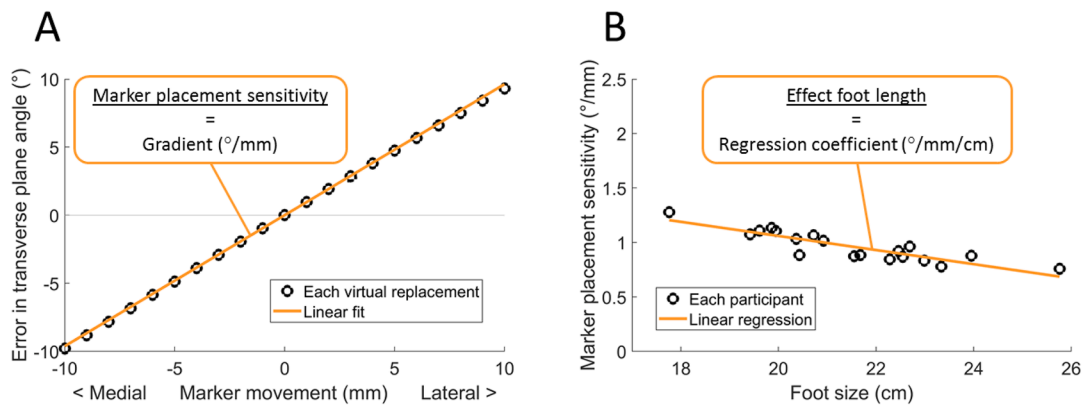 A
Error in transverse plane angle (°)
10
5
0
-5
-10
Marker placement sensitivity
=
Gradient (°/mm)
Each virtual replacement
Linear fit
-10
-5
0
5
10
< Medial
Marker movement (mm)
Lateral >
B
Marker placement sensitivity (°/mm)
2.5
2
1.5
1
0.5
0
Effect foot length
=
Regression coefficient (°/mm/cm)
Each participant
Linear regression
18
20
22
24
26
Foot size (cm)